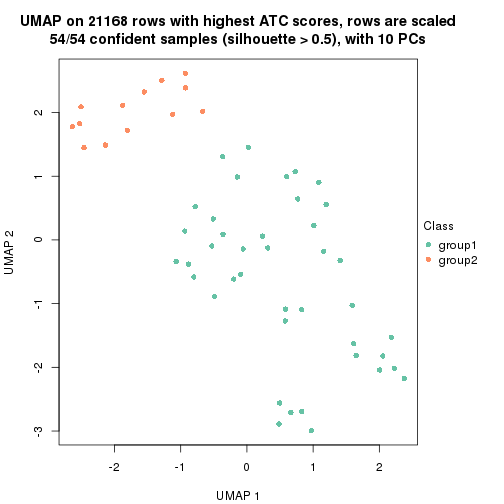 UMAP on 21168 rows with highest ATC scores, rows are scaled
54/54 confident samples (silhouette > 0.5), with 10 PCs
2
1
0
-1
-2
-3
UMAP 2
-2
-1
0
1
2
UMAP 1
Class
group1
group2